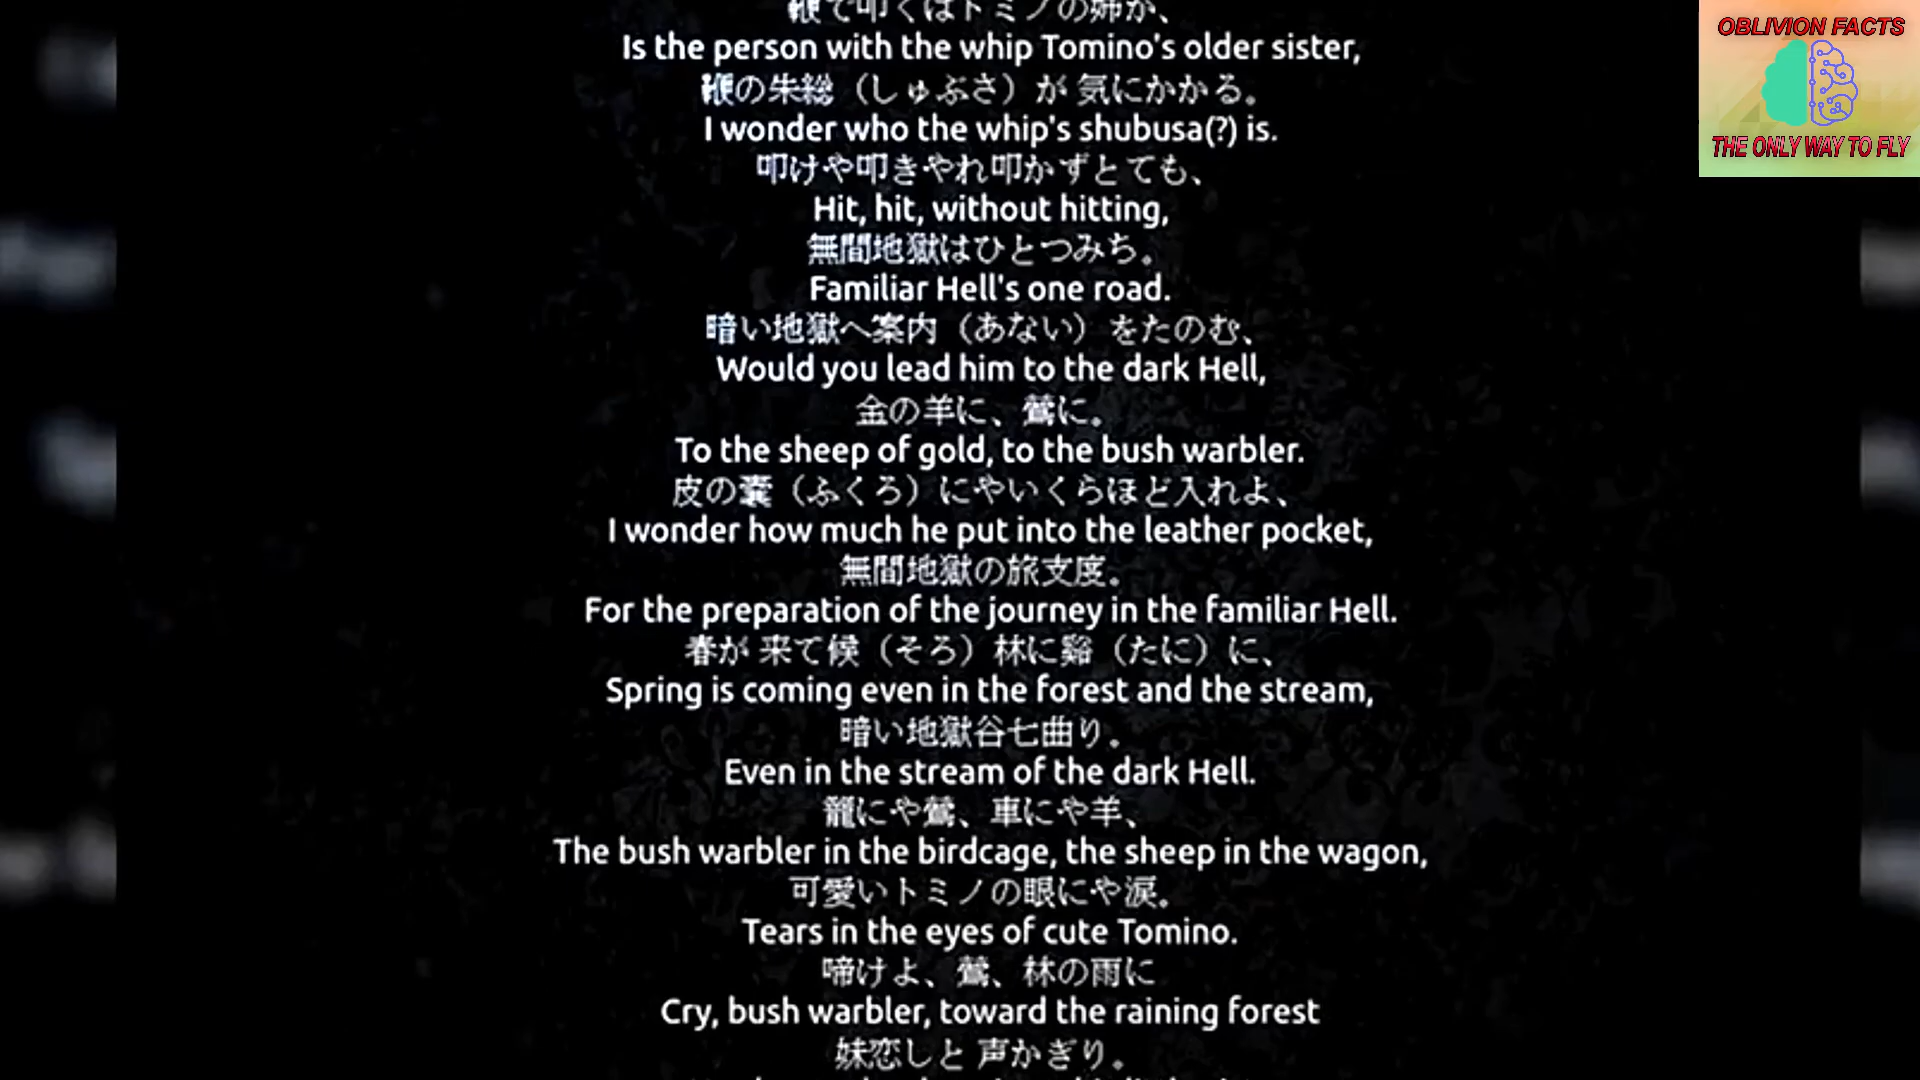 鞭で叩くはトミノの姉か、
Is the person with the whip Tomino's older sister,
鞭の朱総（しゅぶさ）が 気にかかる。
I wonder who the whip's shubusa(?) is.
叩けや叩きやれ叩かずとても、
Hit, hit, without hitting,
無間地獄はひとつみち。
Familiar Hell's one road.
暗い地獄へ案内（あない）をたのむ、
Would you lead him to the dark Hell,
金の羊に、鶯に。
To the sheep of gold, to the bush warbler.
皮の嚢（ふくろ）にやいくらほど入れよ、
I wonder how much he put into the leather pocket,
無間地獄の旅支度。
For the preparation of the journey in the familiar Hell.
春が 来て候（そろ）林に谿（たに）に、
Spring is coming even in the forest and the stream,
暗い地獄谷七曲り。
Even in the stream of the dark Hell.
籠にや鶯、車にや羊、
The bush warbler in the birdcage, the sheep in the wagon,
可愛いトミノの眼にや涙。
Tears in the eyes of cute Tomino.
啼けよ、鶯、林の雨に
Cry, bush warbler, toward the raining forest
妹恋しと 声かぎり。
OBLIVION FACTS
THE ONLY WAY TO FLY